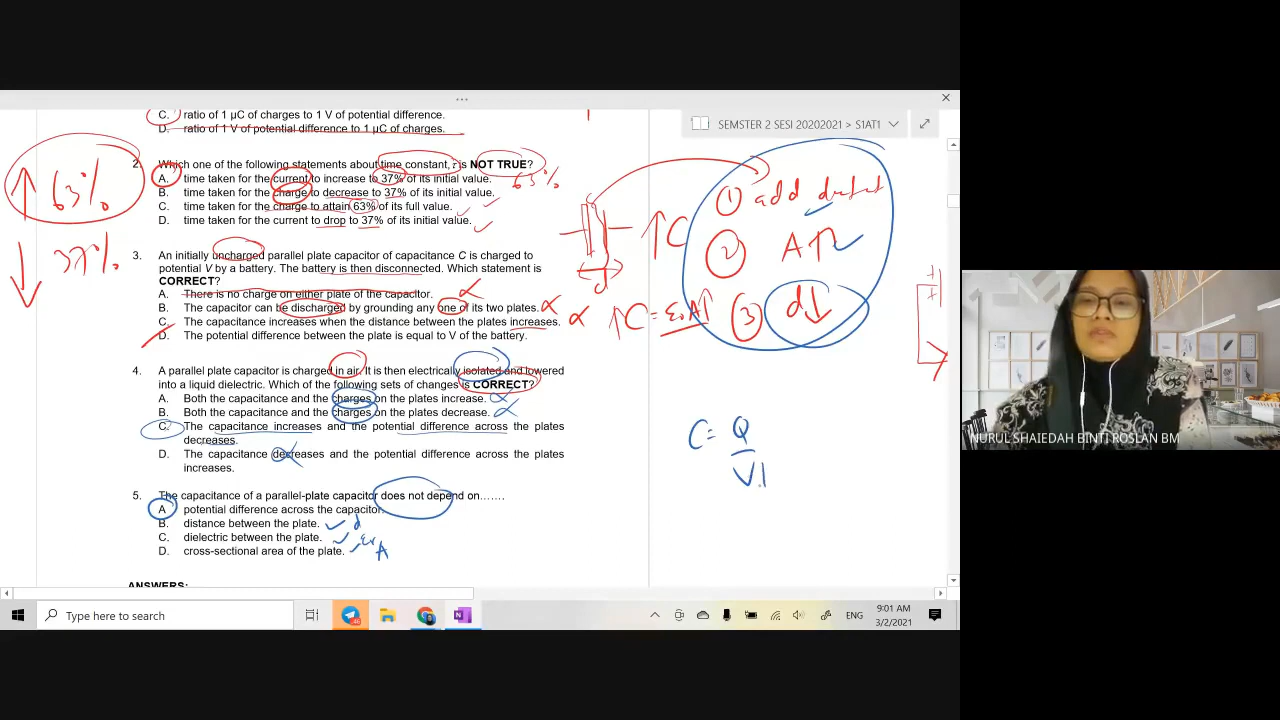 SEMSTER 2 SESI 20202021 > S1AT1
C. ratio of 1 µC of charges to 1 V of potential difference.
D. ratio of 1 V of potential difference to 1 µC of charges.
2. Which one of the following statements about time constant, τ is NOT TRUE?
A. time taken for the current to increase to 37% of its initial value.
B. time taken for the charge to decrease to 37% of its initial value.
C. time taken for the charge to attain 63% of its full value.
D. time taken for the current to drop to 37% of its initial value.
63%
↑ 63%
↓ 37%
3. An initially uncharged parallel plate capacitor of capacitance C is charged to
potential V by a battery. The battery is then disconnected. Which statement is
CORRECT?
A. There is no charge on either plate of the capacitor.
B. The capacitor can be discharged by grounding any one of its two plates.
C. The capacitance increases when the distance between the plates increases.
D. The potential difference between the plate is equal to V of the battery.
4. A parallel plate capacitor is charged in air. It is then electrically isolated and lowered
into a liquid dielectric. Which of the following sets of changes is CORRECT?
A. Both the capacitance and the charges on the plates increase.
B. Both the capacitance and the charges on the plates decrease.
C. The capacitance increases and the potential difference across the plates
decreases.
D. The capacitance decreases and the potential difference across the plates
increases.
5. The capacitance of a parallel-plate capacitor does not depend on…….
A potential difference across the capacitor.
B. distance between the plate. ✓ d
C. dielectric between the plate. ✓ εr
D. cross-sectional area of the plate. ✓ A
ANSWERS:
↑C
d
① add
② A↑ ✓
③ d↓
↑C = ε₀A↑
C = Q
V
NURUL SHAIEDAH BINTI ROSLAN BM
Type here to search
ENG
9:01 AM
3/2/2021